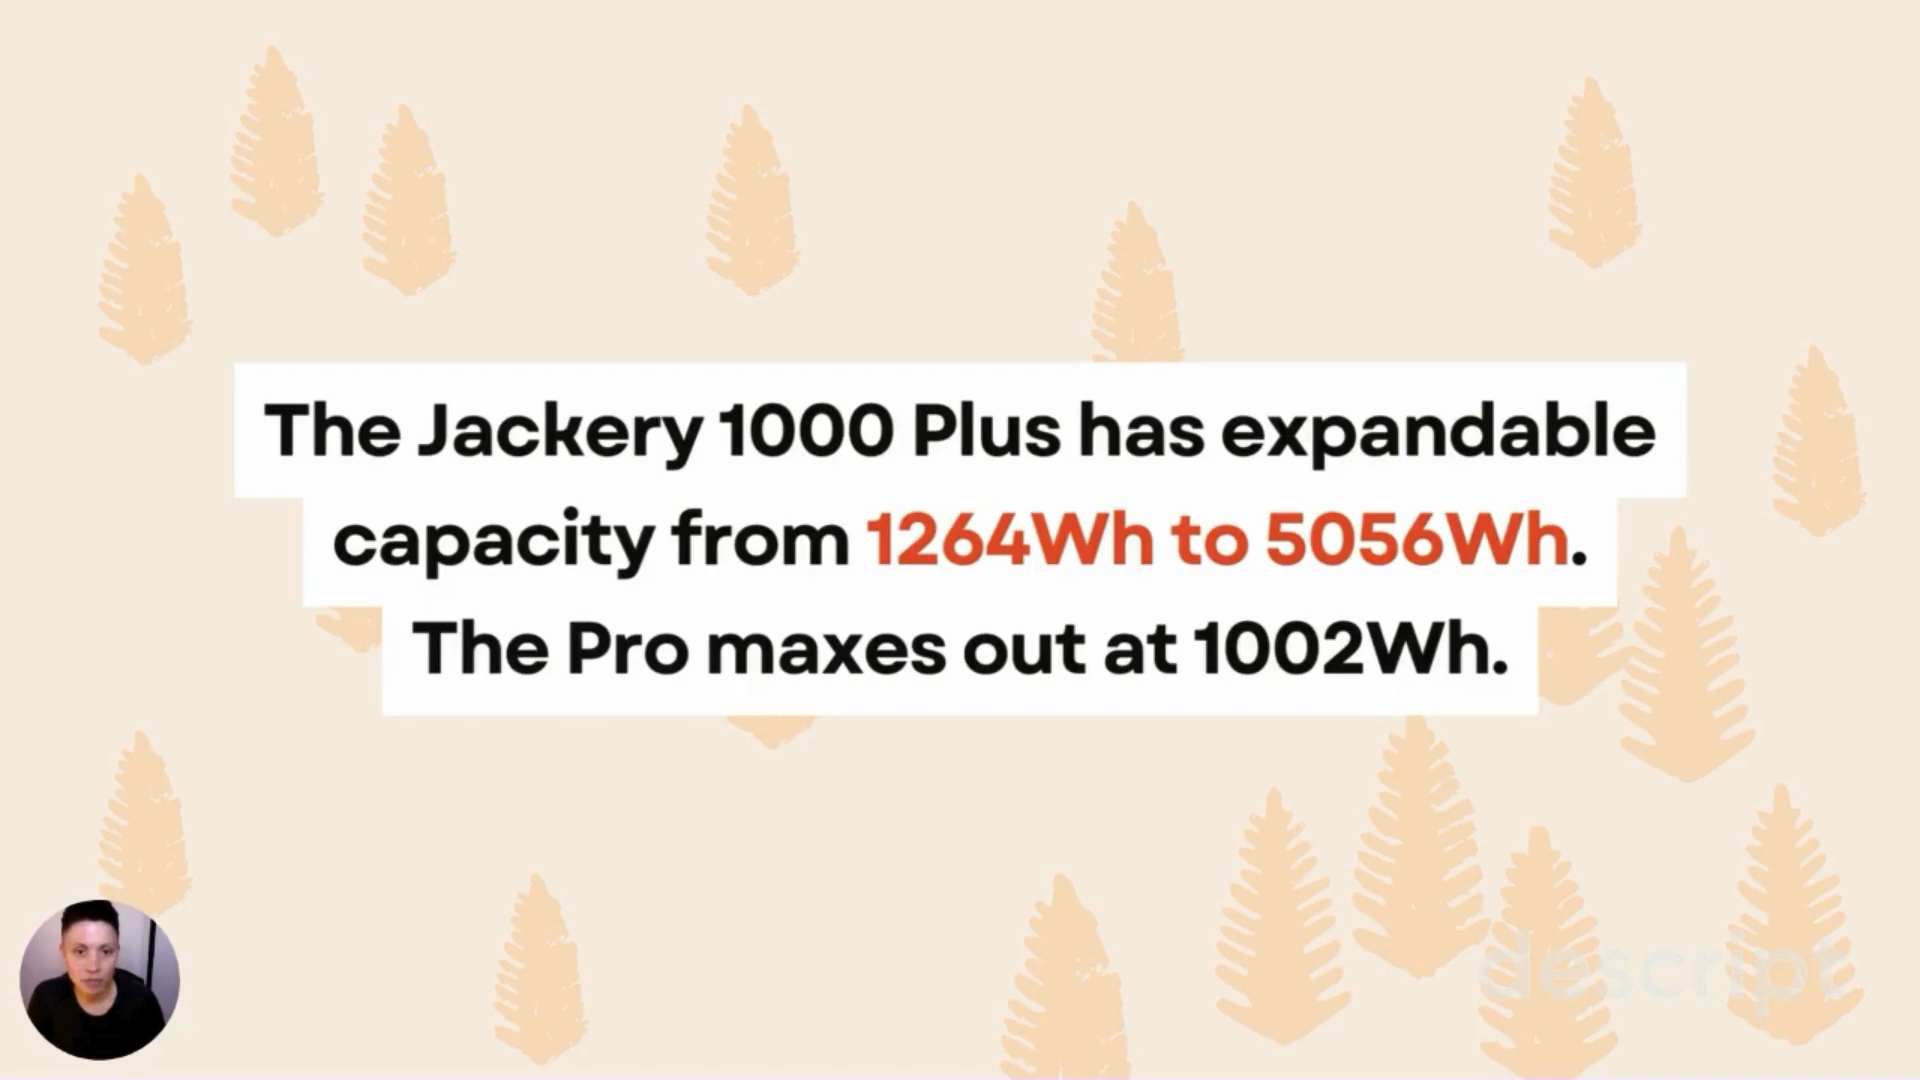 The Jackery 1000 Plus has expandable
capacity from 1264Wh to 5056Wh.
The Pro maxes out at 1002Wh.
descript